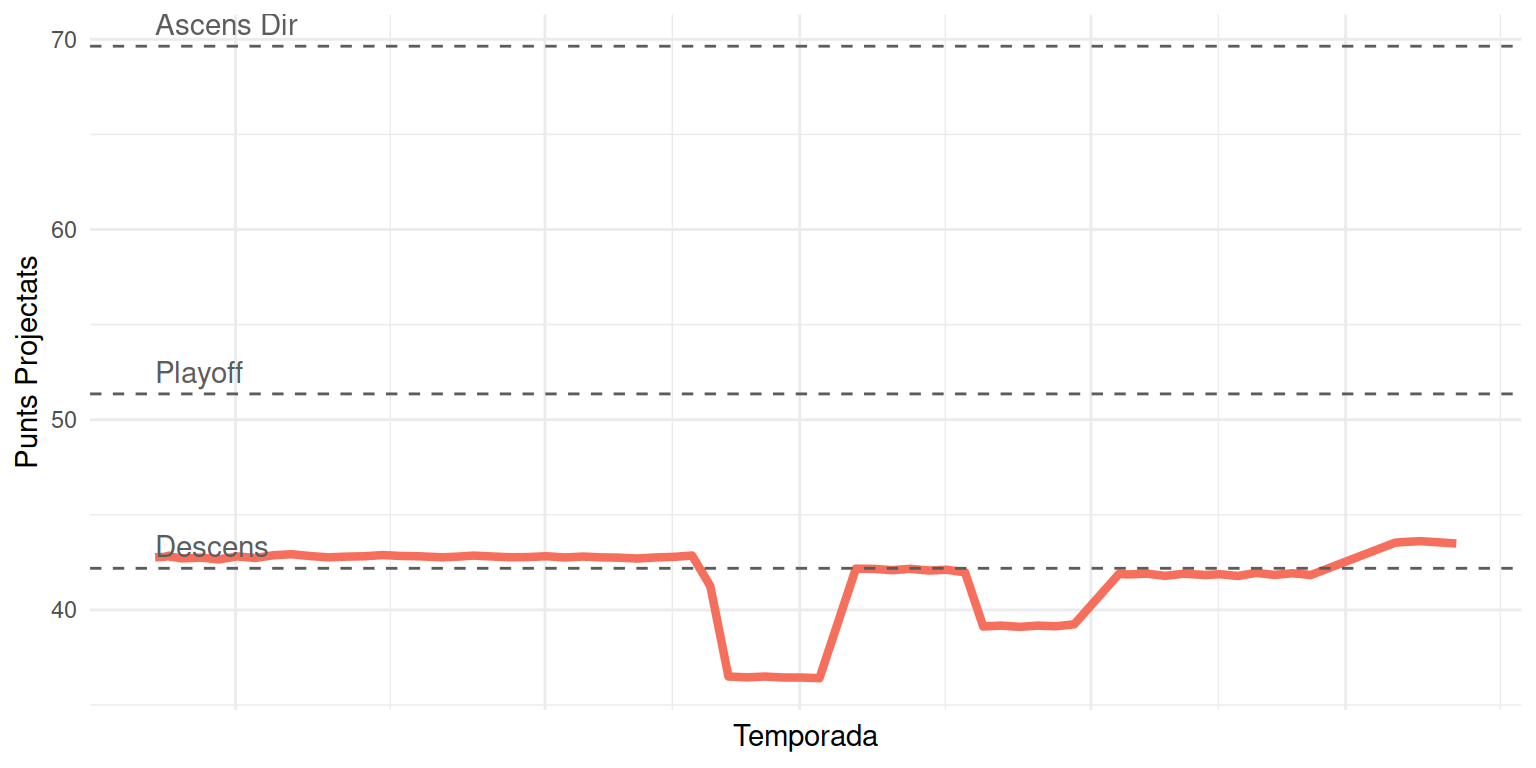 Ascens Dir
70
60
Playoff
50
Descens
40
Punts Projectats
Temporada